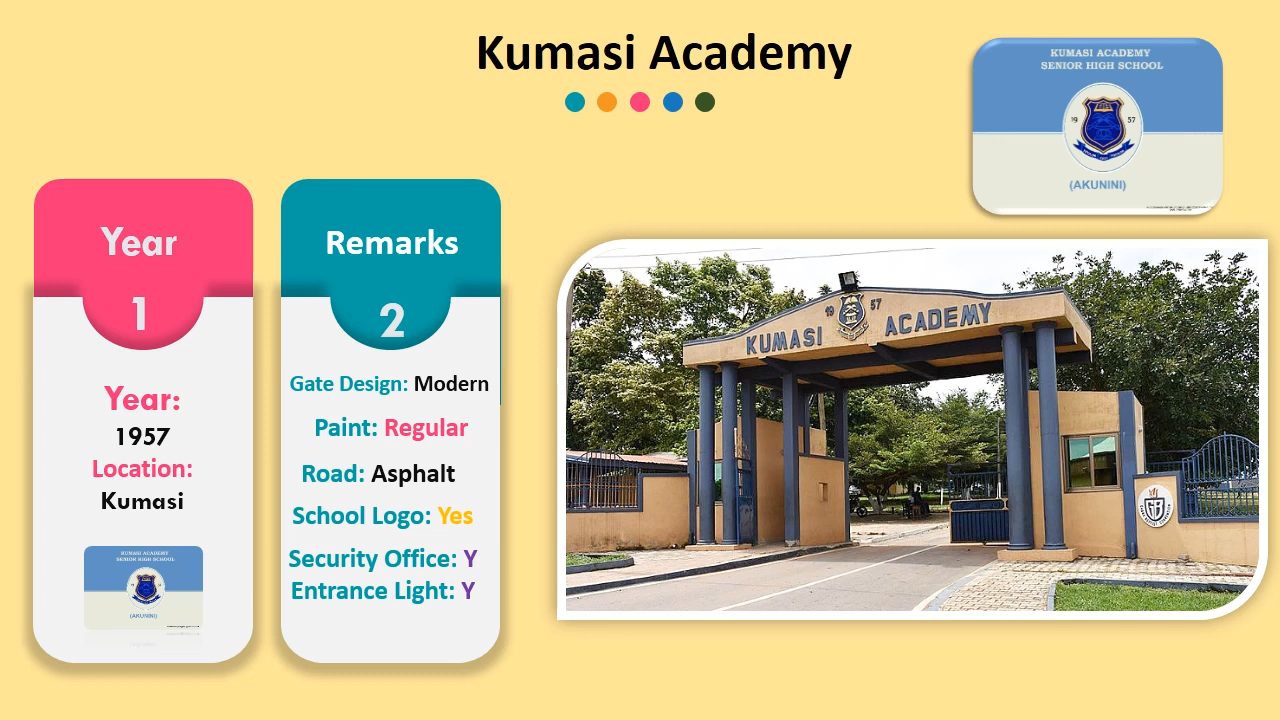 Kumasi Academy
KUMASI ACADEMY
SENIOR HIGH SCHOOL
19 57
(AKUNINI)
Year
1
Year:
1957
Location:
Kumasi
KUMASI ACADEMY
SENIOR HIGH SCHOOL
(AKUNINI)
Remarks
2
Gate Design: Modern
Paint: Regular
Road: Asphalt
School Logo: Yes
Security Office: Y
Entrance Light: Y
19 57
KUMASI ACADEMY
GB